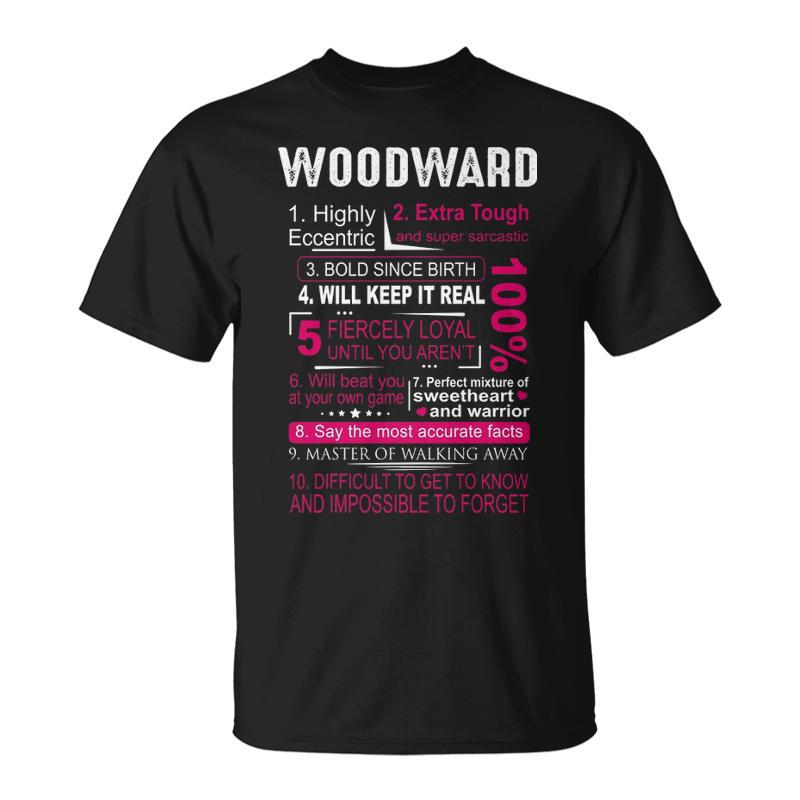 WOODWARD
1. Highly
Eccentric
2. Extra Tough
and super sarcastic
3. BOLD SINCE BIRTH
4. WILL KEEP IT REAL
100%
5 FIERCELY LOYAL
UNTIL YOU AREN'T
6. Will beat you
at your own game
7. Perfect mixture of
sweetheart
and warrior
8. Say the most accurate facts
9. MASTER OF WALKING AWAY
10. DIFFICULT TO GET TO KNOW
AND IMPOSSIBLE TO FORGET